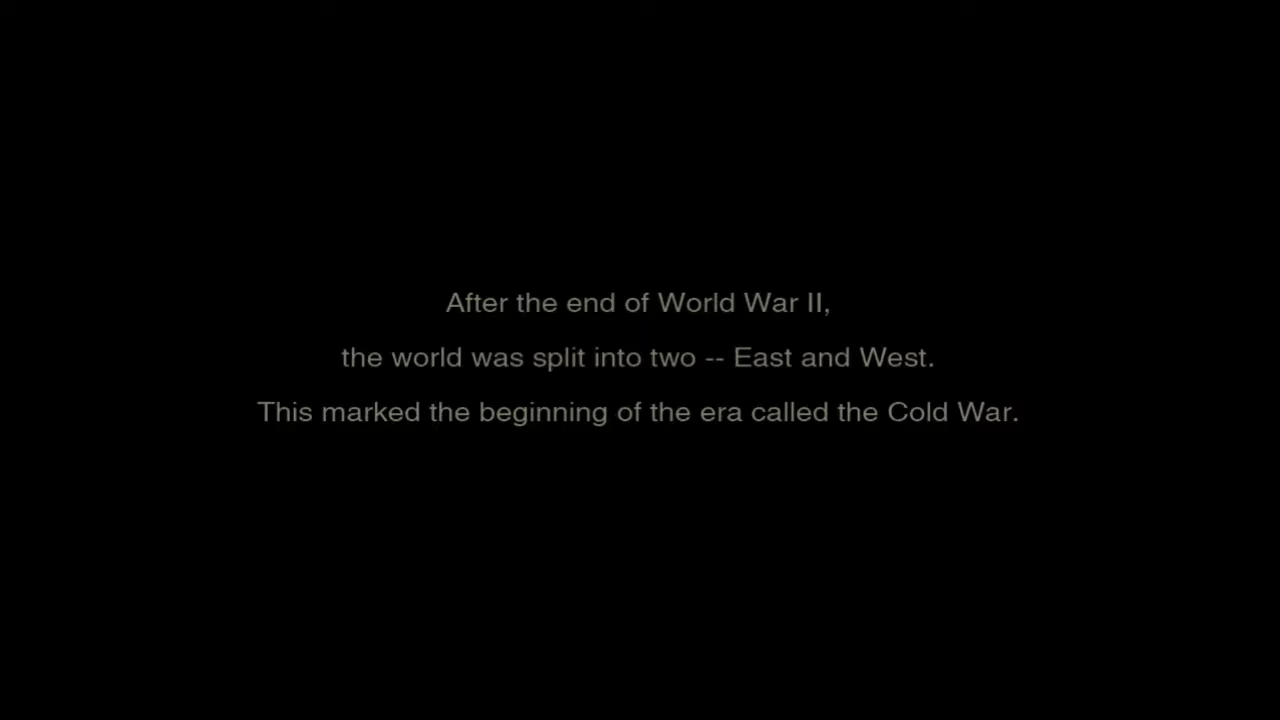 After the end of World War II,
the world was split into two -- East and West.
This marked the beginning of the era called the Cold War.